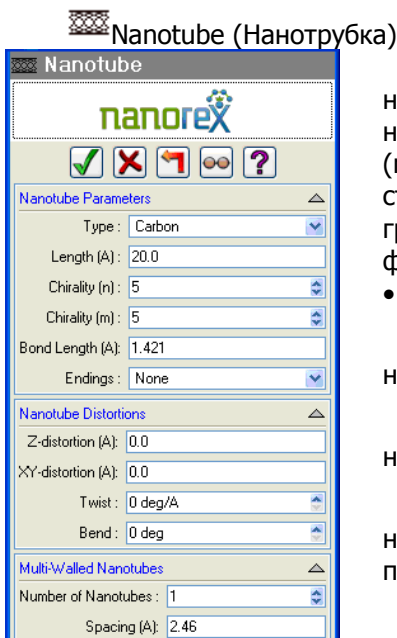 Nanotube (Нанотрубка)
Nanotube
nanorex
?
Nanotube Parameters
Type : Carbon
Length (A) : 20.0
Chirality (n) : 5
Chirality (m) : 5
Bond Length (A): 1.421
Endings : None
Nanotube Distortions
Z-distortion (A): 0.0
XY-distortion (A): 0.0
Twist : 0 deg/A
Bend : 0 deg
Multi-Walled Nanotubes
Number of Nanotubes : 1
Spacing (A): 2.46